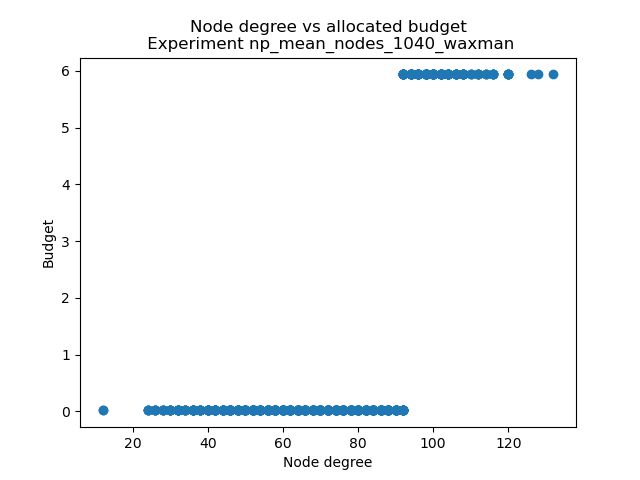 Node degree vs allocated budget
Experiment np_mean_nodes_1040_waxman
6
5
4
3
2
1
0
Budget
20 40 60 80 100 120
Node degree